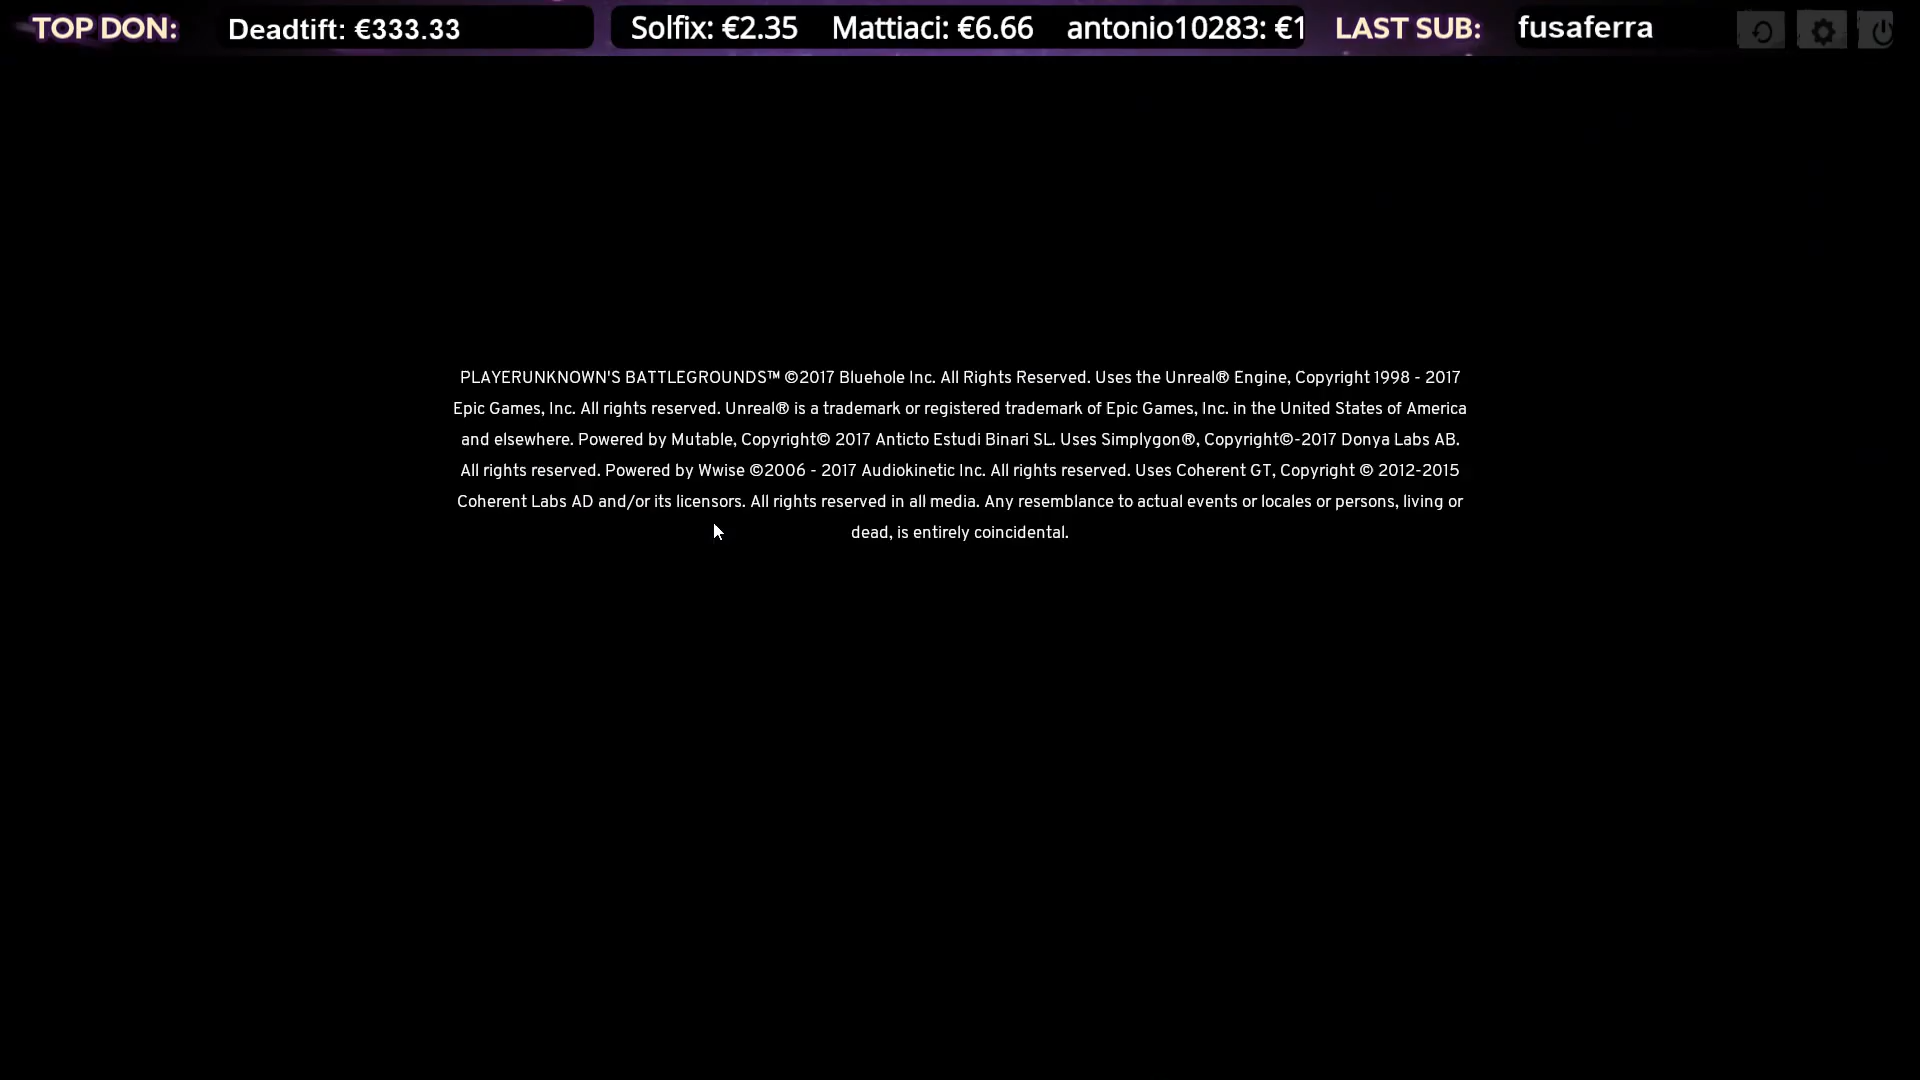 TOP DON: Deadtift: €333.33 Solfix: €2.35 Mattiaci: €6.66 antonio10283: €1 LAST SUB: fusaferra
PLAYERUNKNOWN'S BATTLEGROUNDS™ ©2017 Bluehole Inc. All Rights Reserved. Uses the Unreal® Engine, Copyright 1998 - 2017
Epic Games, Inc. All rights reserved. Unreal® is a trademark or registered trademark of Epic Games, Inc. in the United States of America
and elsewhere. Powered by Mutable, Copyright© 2017 Anticto Estudi Binari SL. Uses Simplygon®, Copyright©-2017 Donya Labs AB.
All rights reserved. Powered by Wwise ©2006 - 2017 Audiokinetic Inc. All rights reserved. Uses Coherent GT, Copyright © 2012-2015
Coherent Labs AD and/or its licensors. All rights reserved in all media. Any resemblance to actual events or locales or persons, living or
dead, is entirely coincidental.